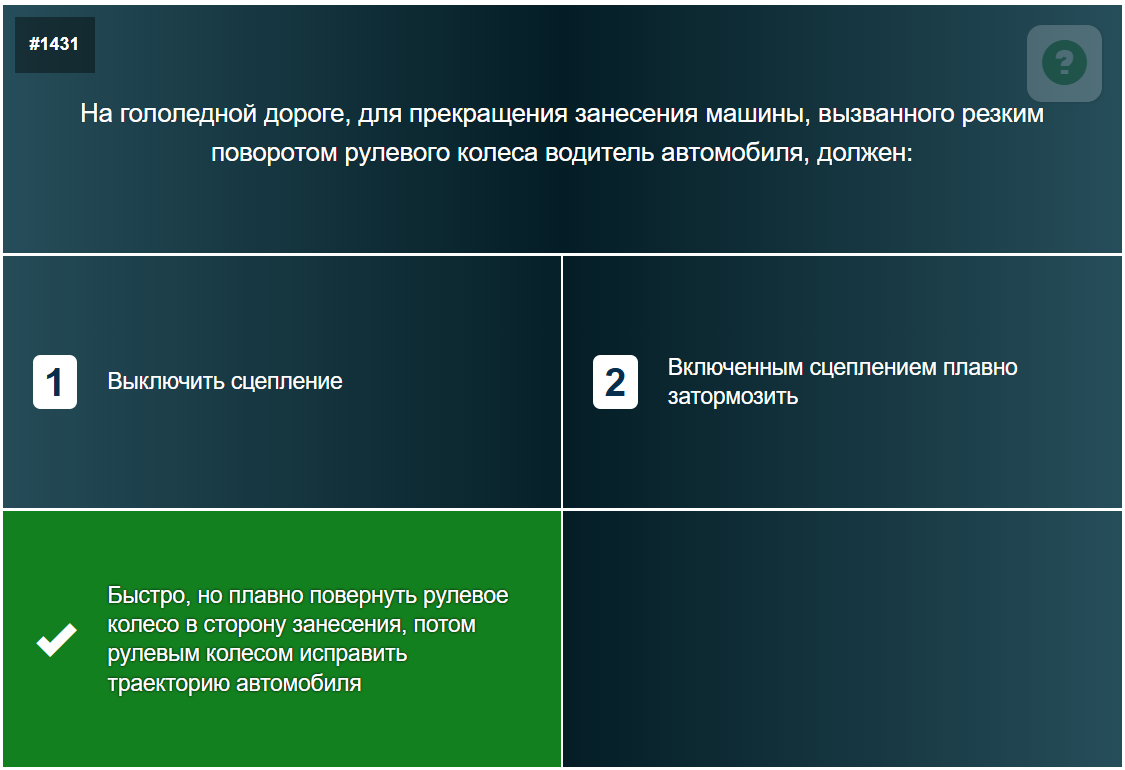 #1431
?
На гололедной дороге, для прекращения занесения машины, вызванного резким
поворотом рулевого колеса водитель автомобиля, должен:
1
Выключить сцепление
2
Включенным сцеплением плавно
затормозить
Быстро, но плавно повернуть рулевое
колесо в сторону занесения, потом
рулевым колесом исправить
траекторию автомобиля